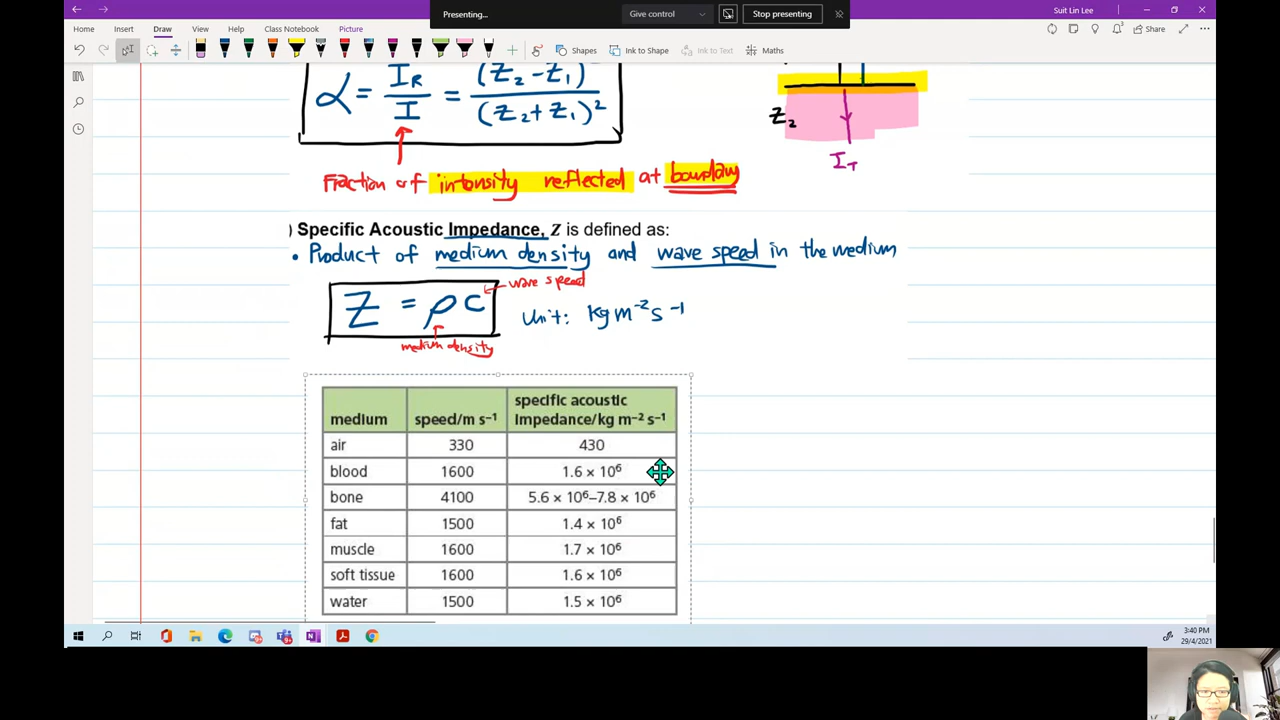 Presenting...
Give control
Stop presenting
Suit Lin Lee
Home Insert Draw View Help Class Notebook Picture
Share
Shapes Ink to Shape Ink to Text Maths
α = I_R / I = (Z₂ - Z₁)² / (Z₂ + Z₁)²
Z₂
I_T
Fraction of intensity reflected at boundary
) Specific Acoustic Impedance, Z is defined as:
• Product of medium density and wave speed in the medium
wave speed
Z = ρc Unit: kg m⁻² s⁻¹
medium density
medium speed/m s⁻¹ specific acoustic impedance/kg m⁻² s⁻¹
air 330 430
blood 1600 1.6 × 10⁶
bone 4100 5.6 × 10⁶–7.8 × 10⁶
fat 1500 1.4 × 10⁶
muscle 1600 1.7 × 10⁶
soft tissue 1600 1.6 × 10⁶
water 1500 1.5 × 10⁶
3:40 PM
29/4/2021